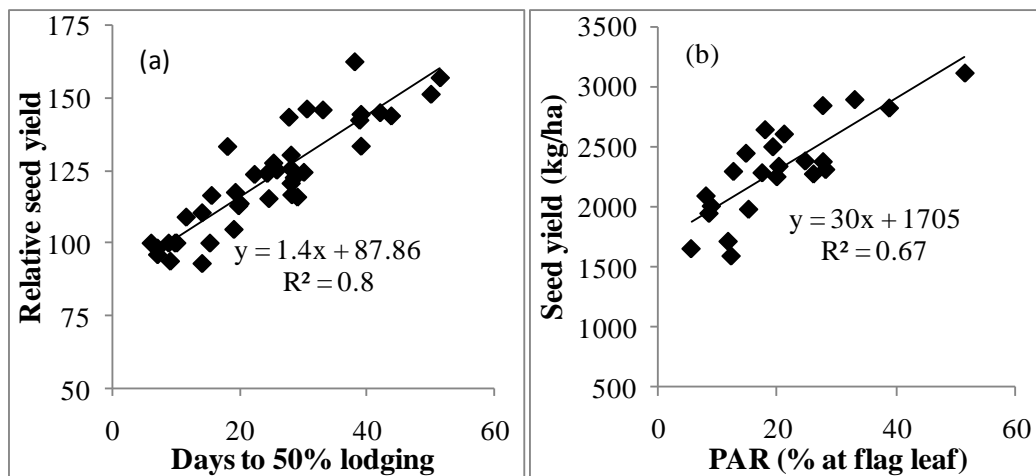 (a)
Relative seed yield
175
150
125
100
75
50
y = 1.4x + 87.86
R² = 0.8
0 20 40 60
Days to 50% lodging
(b)
Seed yield (kg/ha)
3500
3000
2500
2000
1500
1000
500
y = 30x + 1705
R² = 0.67
0 20 40 60
PAR (% at flag leaf)